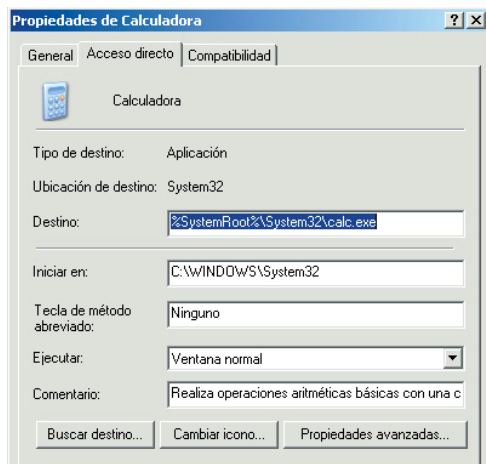 Propiedades de Calculadora
General Acceso directo Compatibilidad
Calculadora
Tipo de destino: Aplicación
Ubicación de destino: System32
Destino: %SystemRoot%\System32\calc.exe
Iniciar en: C:\WINDOWS\System32
Tecla de método abreviado: Ninguno
Ejecutar: Ventana normal
Comentario: Realiza operaciones aritméticas básicas con una c
Buscar destino... Cambiar icono... Propiedades avanzadas...